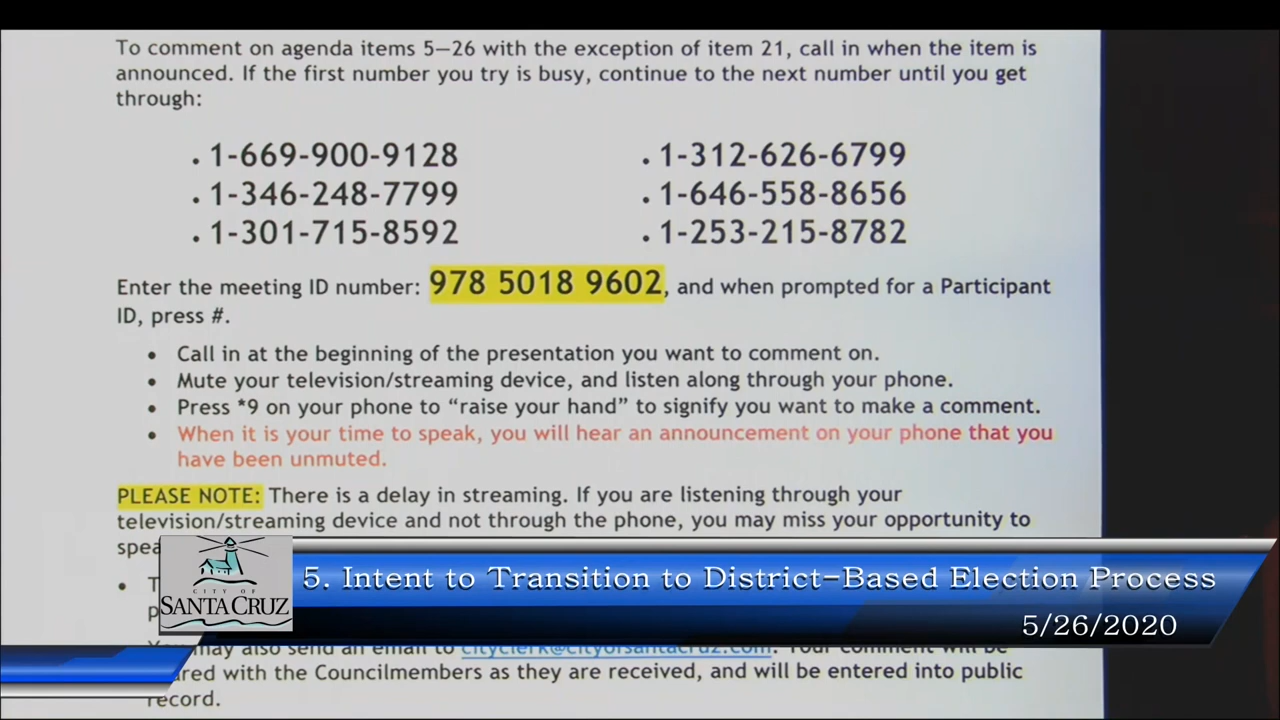 To comment on agenda items 5—26 with the exception of item 21, call in when the item is
announced. If the first number you try is busy, continue to the next number until you get
through:
• 1-669-900-9128
• 1-312-626-6799
• 1-346-248-7799
• 1-646-558-8656
• 1-301-715-8592
• 1-253-215-8782
Enter the meeting ID number: 978 5018 9602, and when prompted for a Participant
ID, press #.
• Call in at the beginning of the presentation you want to comment on.
• Mute your television/streaming device, and listen along through your phone.
• Press *9 on your phone to “raise your hand” to signify you want to make a comment.
• When it is your time to speak, you will hear an announcement on your phone that you
have been unmuted.
PLEASE NOTE: There is a delay in streaming. If you are listening through your
television/streaming device and not through the phone, you may miss your opportunity to
CITY OF
SANTA CRUZ
5. Intent to Transition to District-Based Election Process
5/26/2020
may also send an email to cityclerk@cityofsantacruz.com. Your comment will be
with the Councilmembers as they are received, and will be entered into public
record.